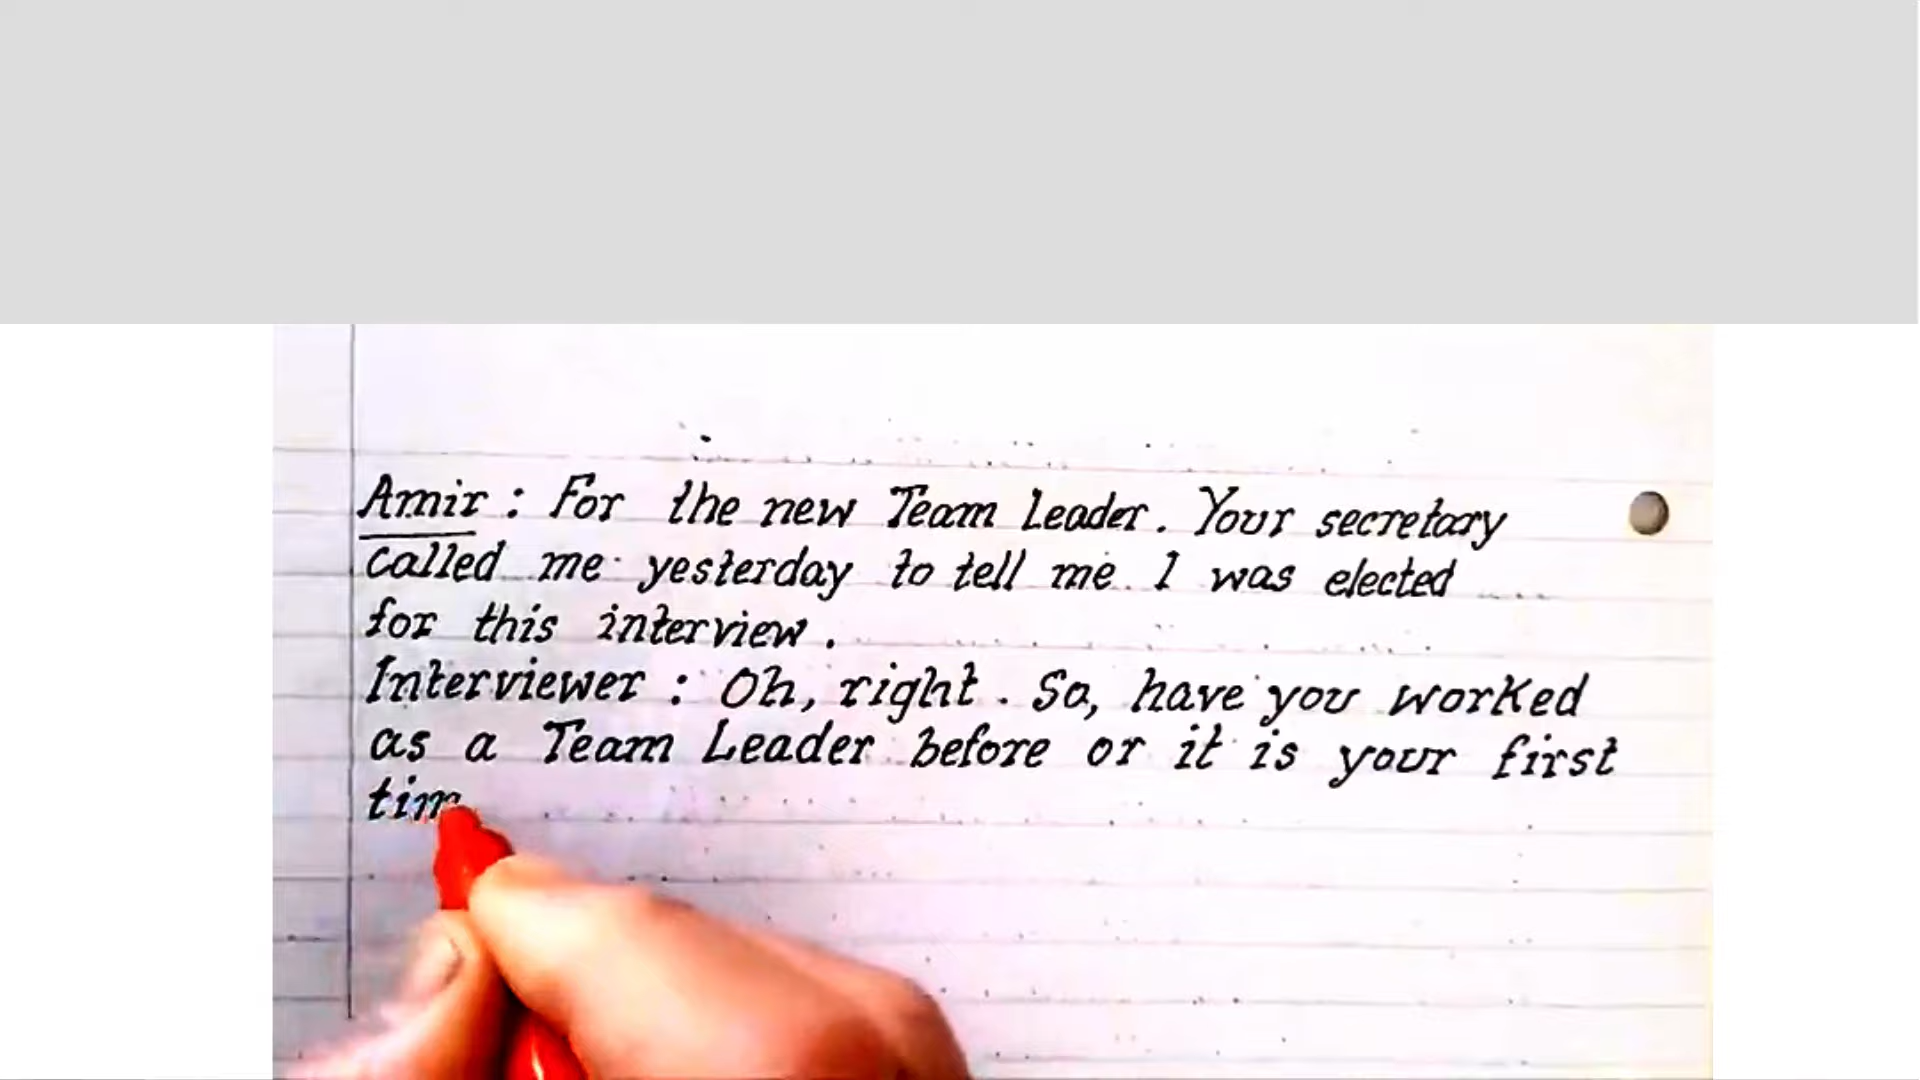 Amir : For the new Team Leader. Your secretary
called me yesterday to tell me I was elected
for this interview.
Interviewer : Oh, right. So, have you worked
as a Team Leader before or it is your first
tim